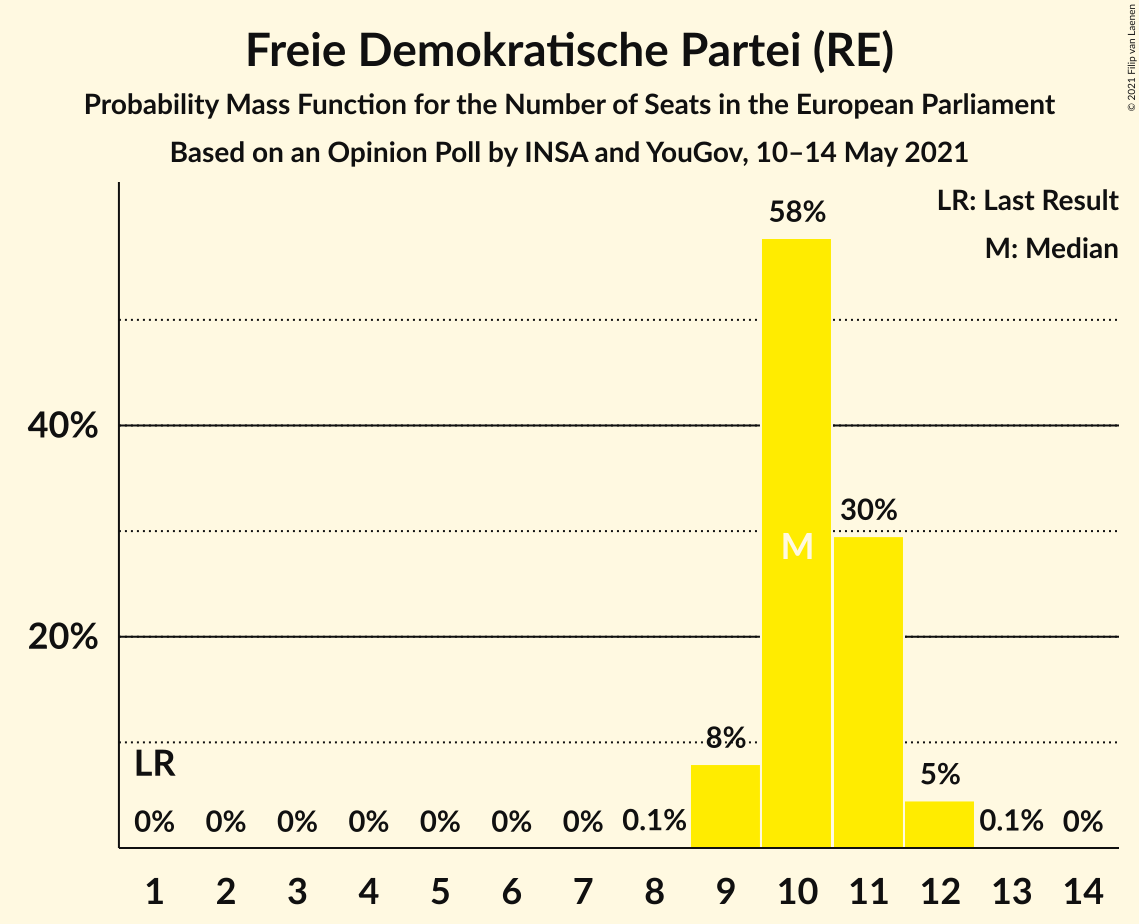 Freie Demokratische Partei (RE)
Probability Mass Function for the Number of Seats in the European Parliament
Based on an Opinion Poll by INSA and YouGov, 10–14 May 2021
© 2021 Filip van Laenen
LR: Last Result
M: Median
58%
40%
30%
M
20%
8%
LR
5%
0% 0% 0% 0% 0% 0% 0% 0.1% 0.1% 0%
1 2 3 4 5 6 7 8 9 10 11 12 13 14